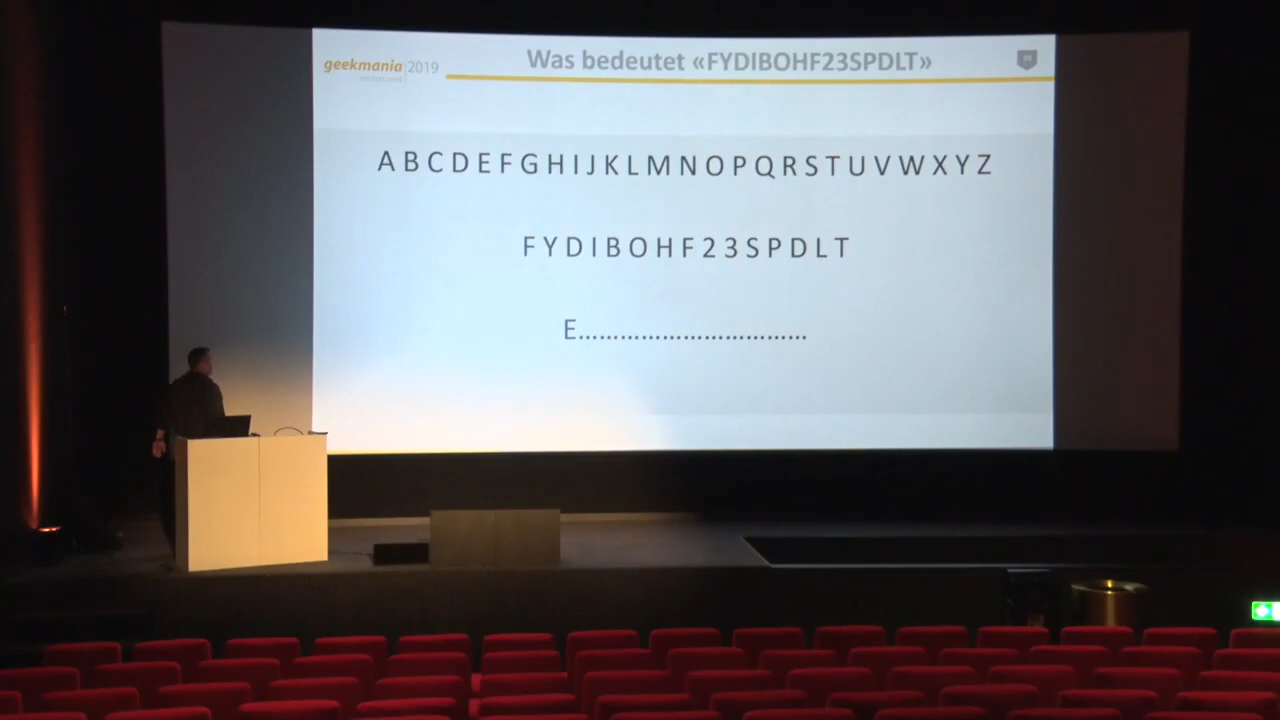 geekmania 2019
Was bedeutet «FYDIBOHF23SPDLT»
A B C D E F G H I J K L M N O P Q R S T U V W X Y Z
F Y D I B O H F 2 3 S P D L T
E.................................